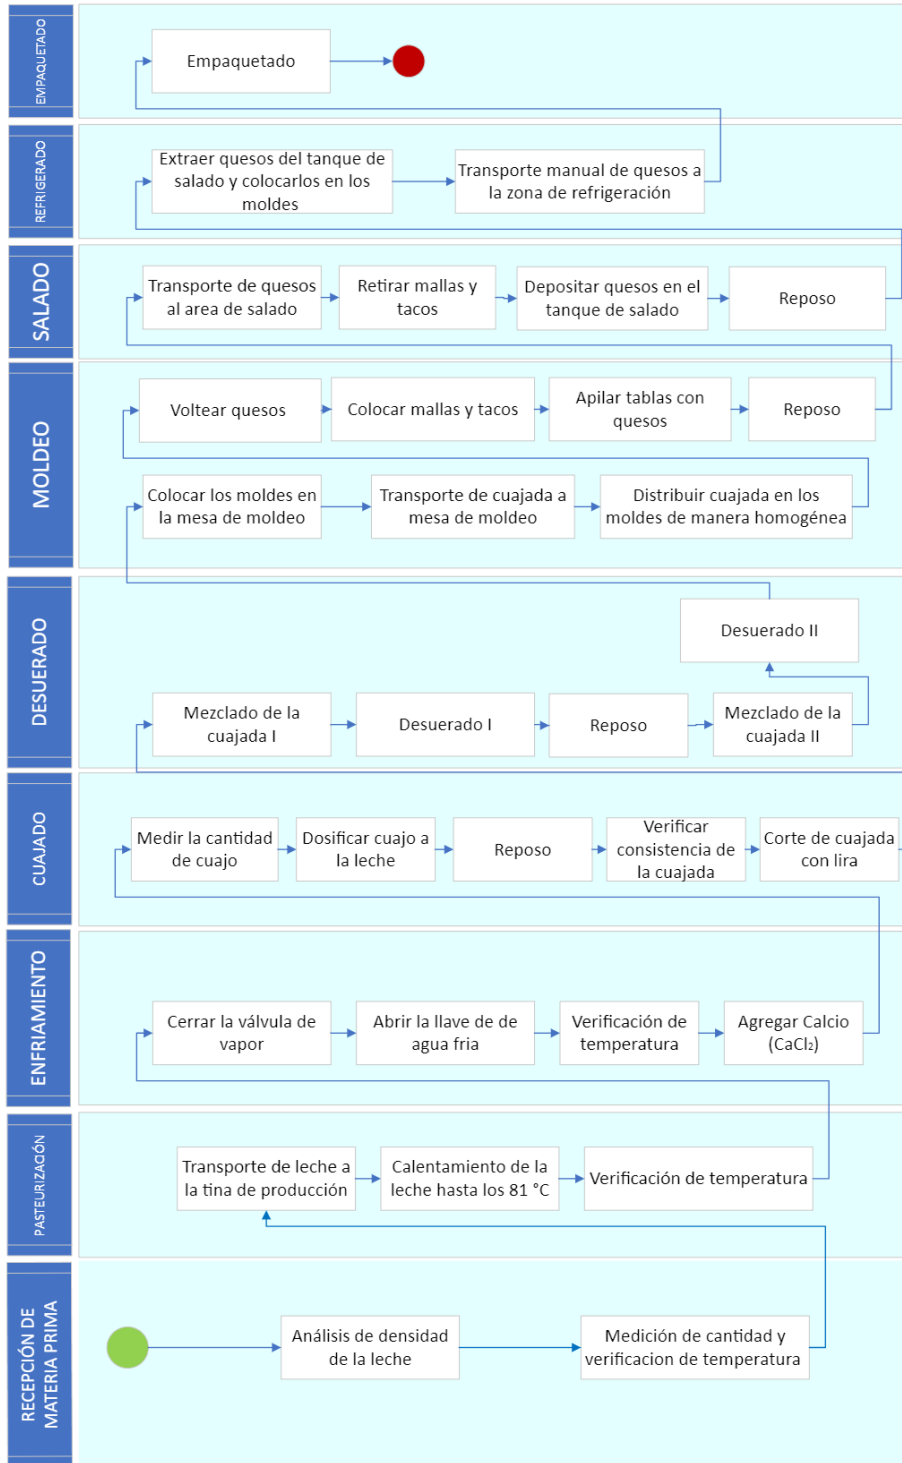 EMPAQUETADO
Empaquetado
REFRIGERADO
Extraer quesos del tanque de
salado y colocarlos en los
moldes
Transporte manual de quesos a
la zona de refrigeración
SALADO
Transporte de quesos
al area de salado
Retirar mallas y
tacos
Depositar quesos en el
tanque de salado
Reposo
MOLDEO
Voltear quesos
Colocar mallas y tacos
Apilar tablas con
quesos
Reposo
Colocar los moldes en
la mesa de moldeo
Transporte de cuajada a
mesa de moldeo
Distribuir cuajada en los
moldes de manera homogénea
DESUERADO
Desuerado II
Mezclado de la
cuajada I
Desuerado I
Reposo
Mezclado de la
cuajada II
CUAJADO
Medir la cantidad
de cuajo
Dosificar cuajo a
la leche
Reposo
Verificar
consistencia de
la cuajada
Corte de cuajada
con lira
ENFRIAMIENTO
Cerrar la válvula de
vapor
Abrir la llave de de
agua fria
Verificación de
temperatura
Agregar Calcio
(CaCl₂)
PASTEURIZACIÓN
Transporte de leche a
la tina de producción
Calentamiento de la
leche hasta los 81 °C
Verificación de temperatura
RECEPCIÓN DE
MATERIA PRIMA
Análisis de densidad
de la leche
Medición de cantidad y
verificacion de temperatura